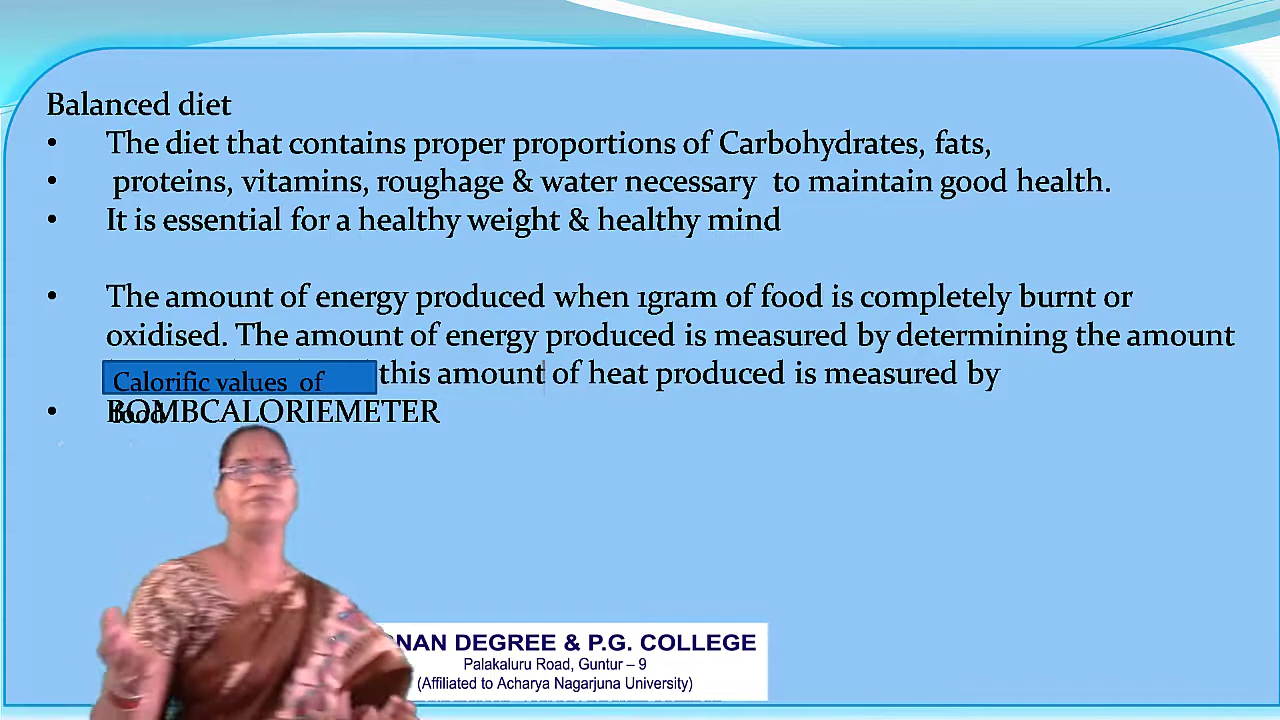 Balanced diet
• The diet that contains proper proportions of Carbohydrates, fats,
• proteins, vitamins, roughage & water necessary to maintain good health.
• It is essential for a healthy weight & healthy mind
• The amount of energy produced when 1gram of food is completely burnt or
oxidised. The amount of energy produced is measured by determining the amount
Calorific values of
this amount of heat produced is measured by
food
• BOMBCALORIEMETER
NAN DEGREE & P.G. COLLEGE
Palakaluru Road, Guntur – 9
(Affiliated to Acharya Nagarjuna University)